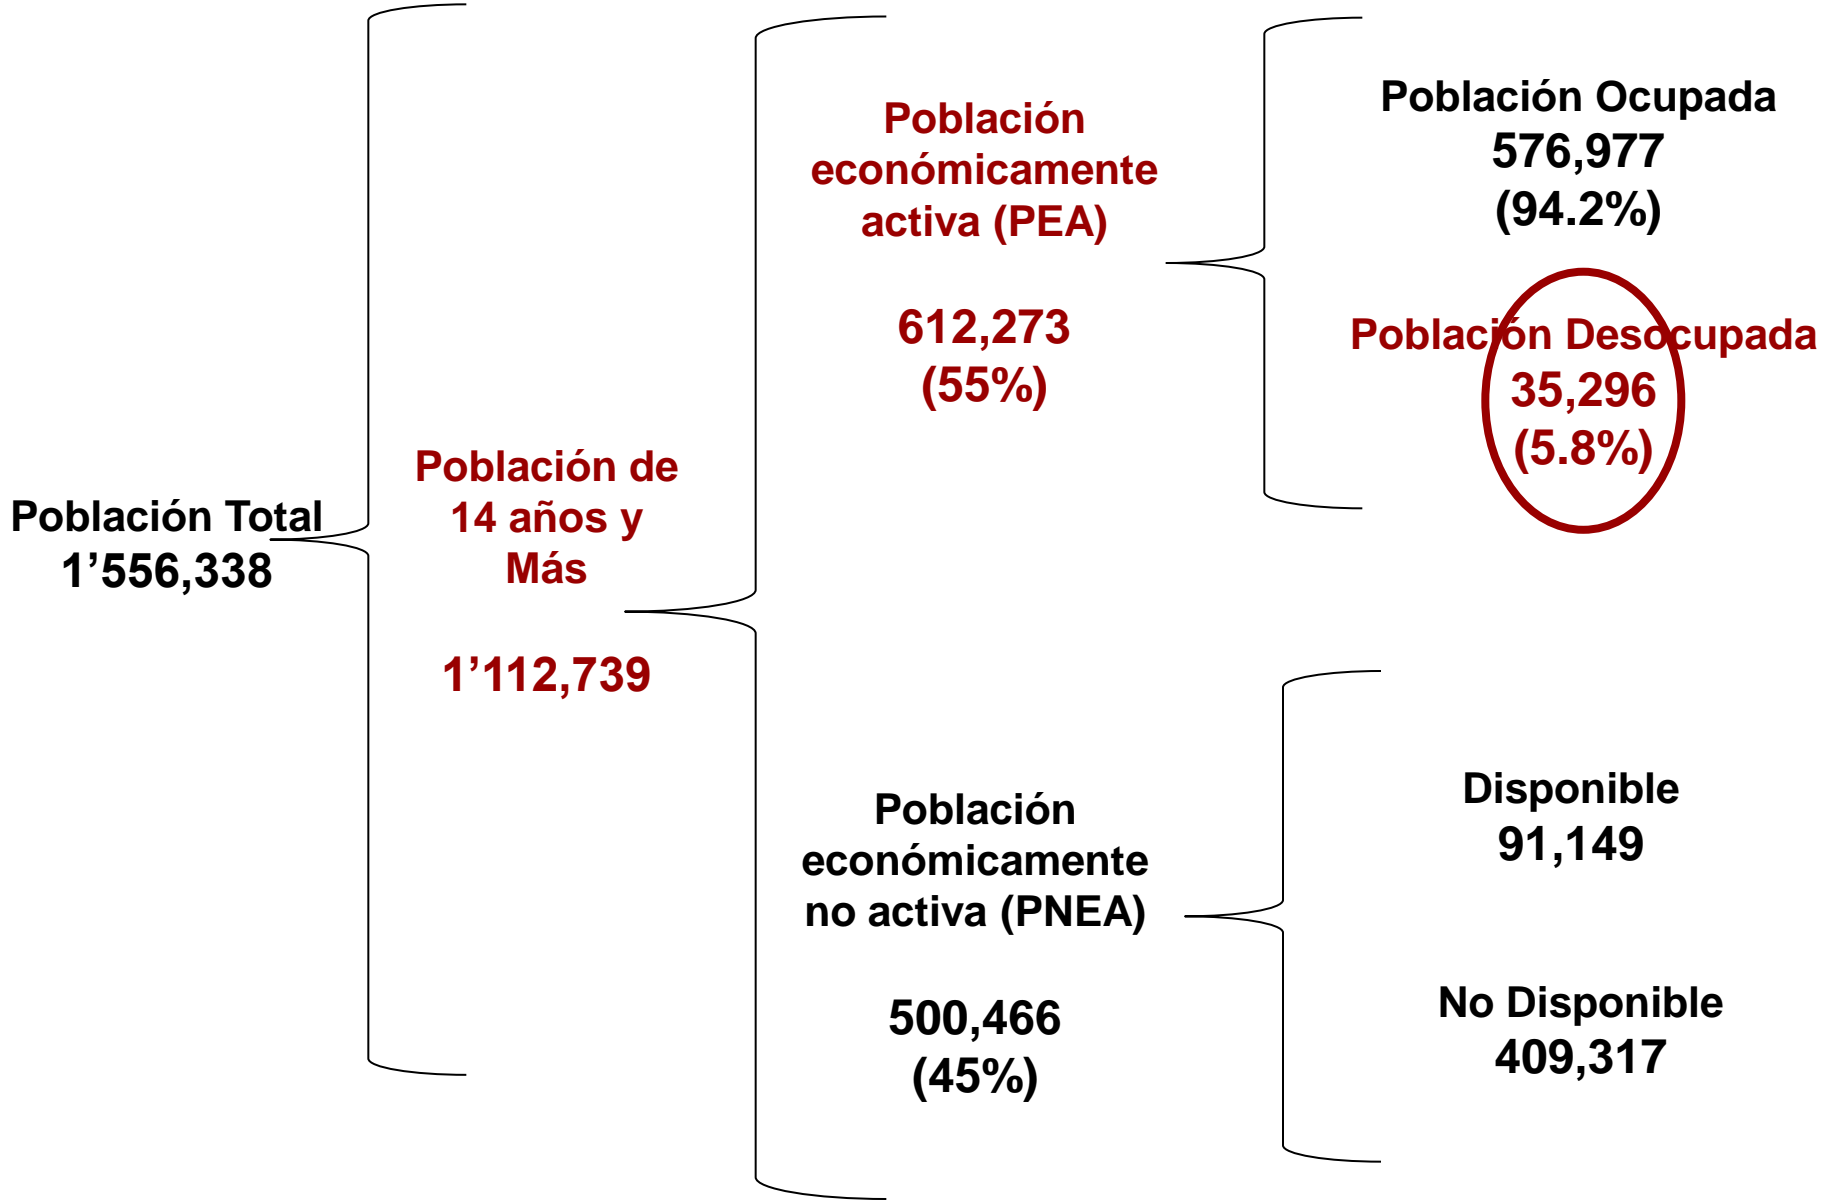 Población Total
1’556,338
Población de
14 años y
Más
1’112,739
Población
económicamente
activa (PEA)
612,273
(55%)
Población Ocupada
576,977
(94.2%)
Población Desocupada
35,296
(5.8%)
Población
económicamente
no activa (PNEA)
500,466
(45%)
Disponible
91,149
No Disponible
409,317